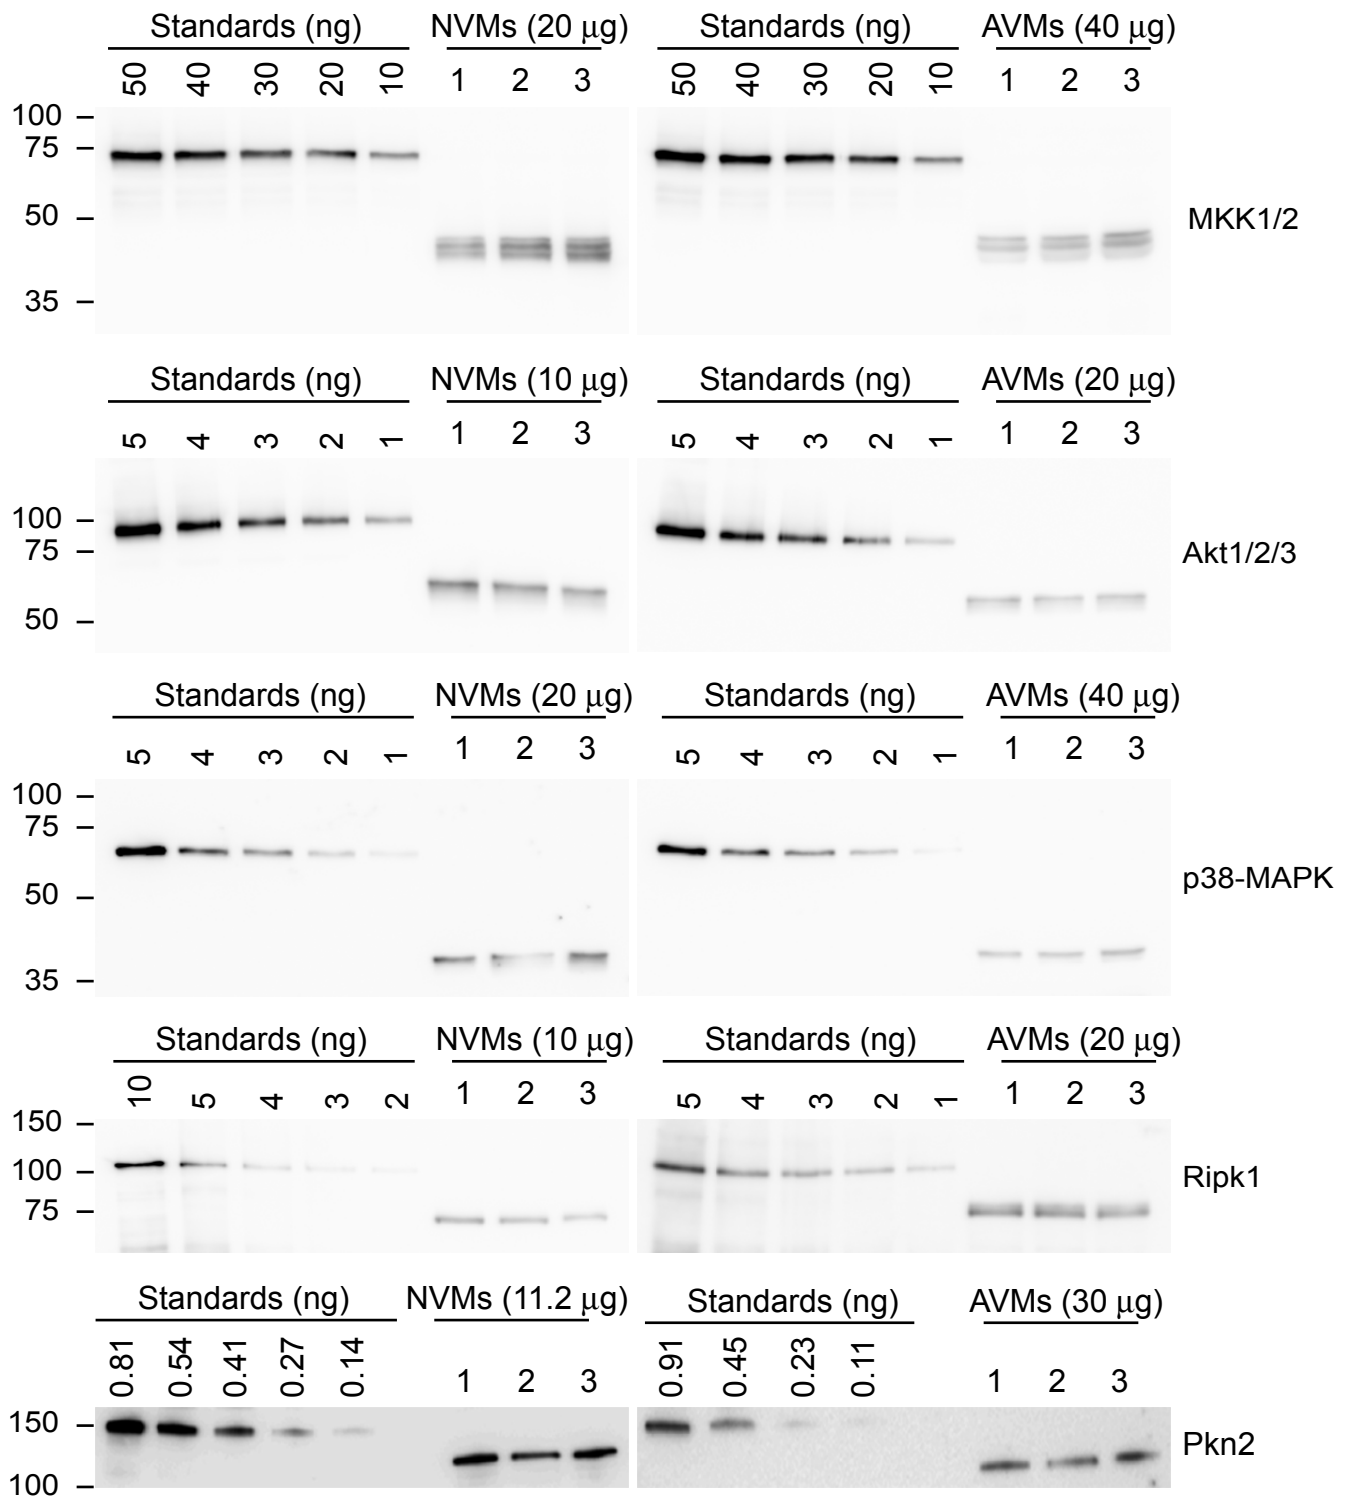 Standards (ng) NVMs (20 μg) Standards (ng) AVMs (40 μg)
50 40 30 20 10 1 2 3 50 40 30 20 10 1 2 3
100
75
50
35
MKK1/2
Standards (ng) NVMs (10 μg) Standards (ng) AVMs (20 μg)
5 4 3 2 1 1 2 3 5 4 3 2 1 1 2 3
100
75
50
Akt1/2/3
Standards (ng) NVMs (20 μg) Standards (ng) AVMs (40 μg)
5 4 3 2 1 1 2 3 5 4 3 2 1 1 2 3
100
75
50
35
p38-MAPK
Standards (ng) NVMs (10 μg) Standards (ng) AVMs (20 μg)
10 5 4 3 2 1 2 3 5 4 3 2 1 1 2 3
150
100
75
Ripk1
Standards (ng) NVMs (11.2 μg) Standards (ng) AVMs (30 μg)
0.81 0.54 0.41 0.27 0.14 1 2 3 0.91 0.45 0.23 0.11 1 2 3
150
100
Pkn2